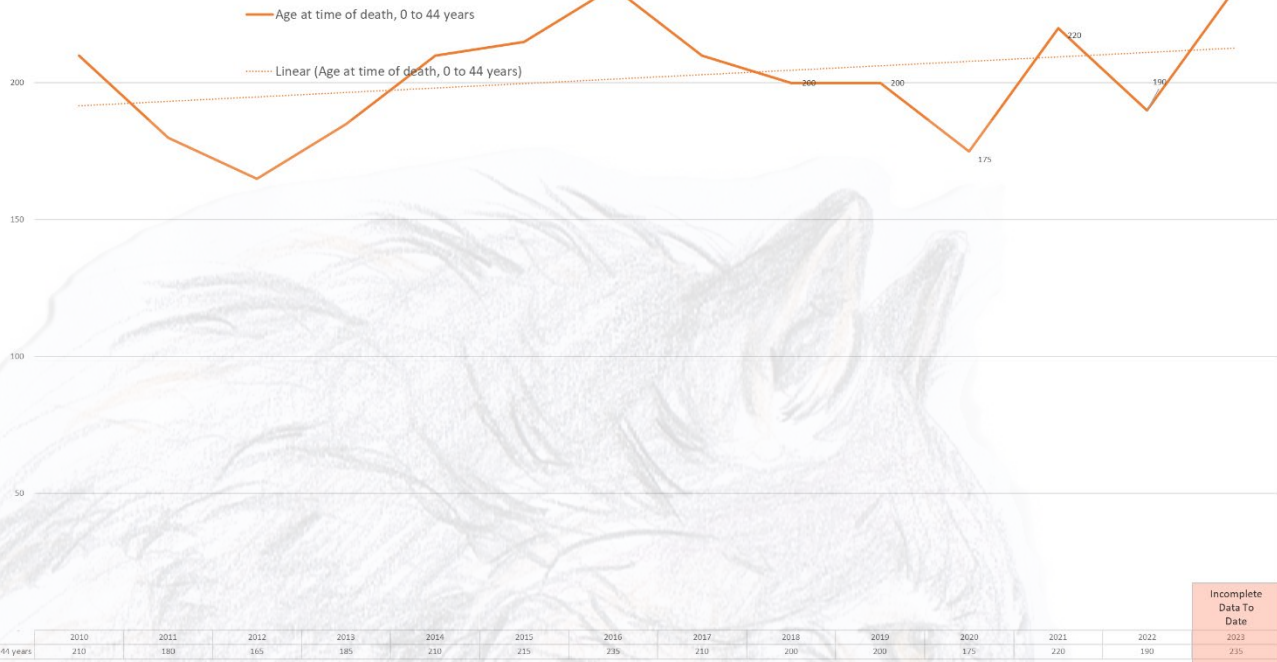 Age at time of death, 0 to 44 years
Linear (Age at time of death, 0 to 44 years)
200
200
200
220
190
175
150
100
50
Incomplete
Data To
Date
2010 2011 2012 2013 2014 2015 2016 2017 2018 2019 2020 2021 2022 2023
44 years 210 180 165 185 210 215 235 210 200 200 175 220 190 235